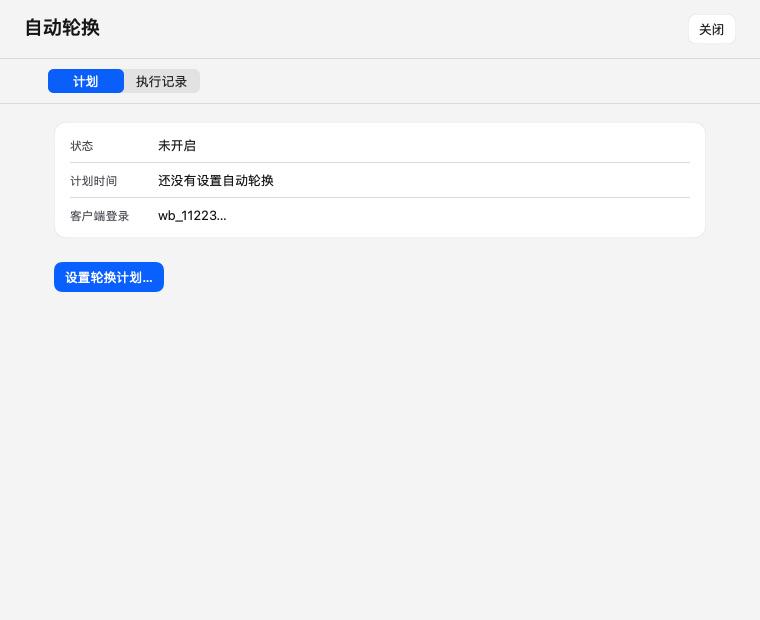 自动轮换
关闭
计划
执行记录
状态 未开启
计划时间 还没有设置自动轮换
客户端登录 wb_11223...
设置轮换计划...